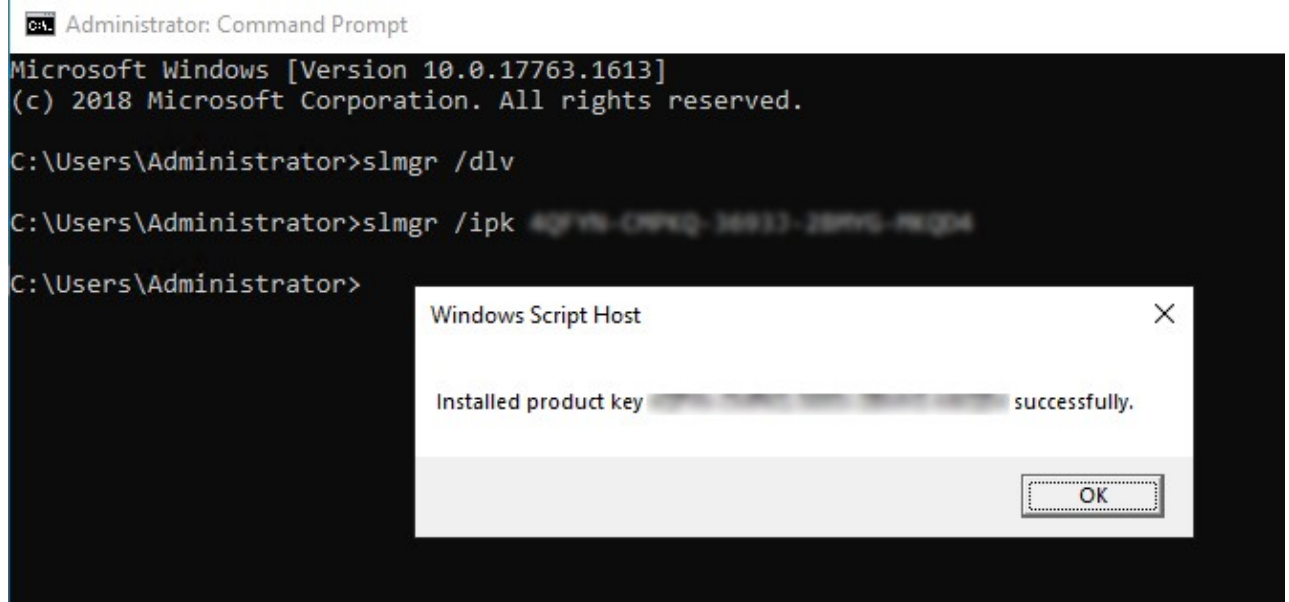 Administrator: Command Prompt
Microsoft Windows [Version 10.0.17763.1613]
(c) 2018 Microsoft Corporation. All rights reserved.
C:\Users\Administrator>slmgr /dlv
C:\Users\Administrator>slmgr /ipk
C:\Users\Administrator>
Windows Script Host
Installed product key successfully.
OK